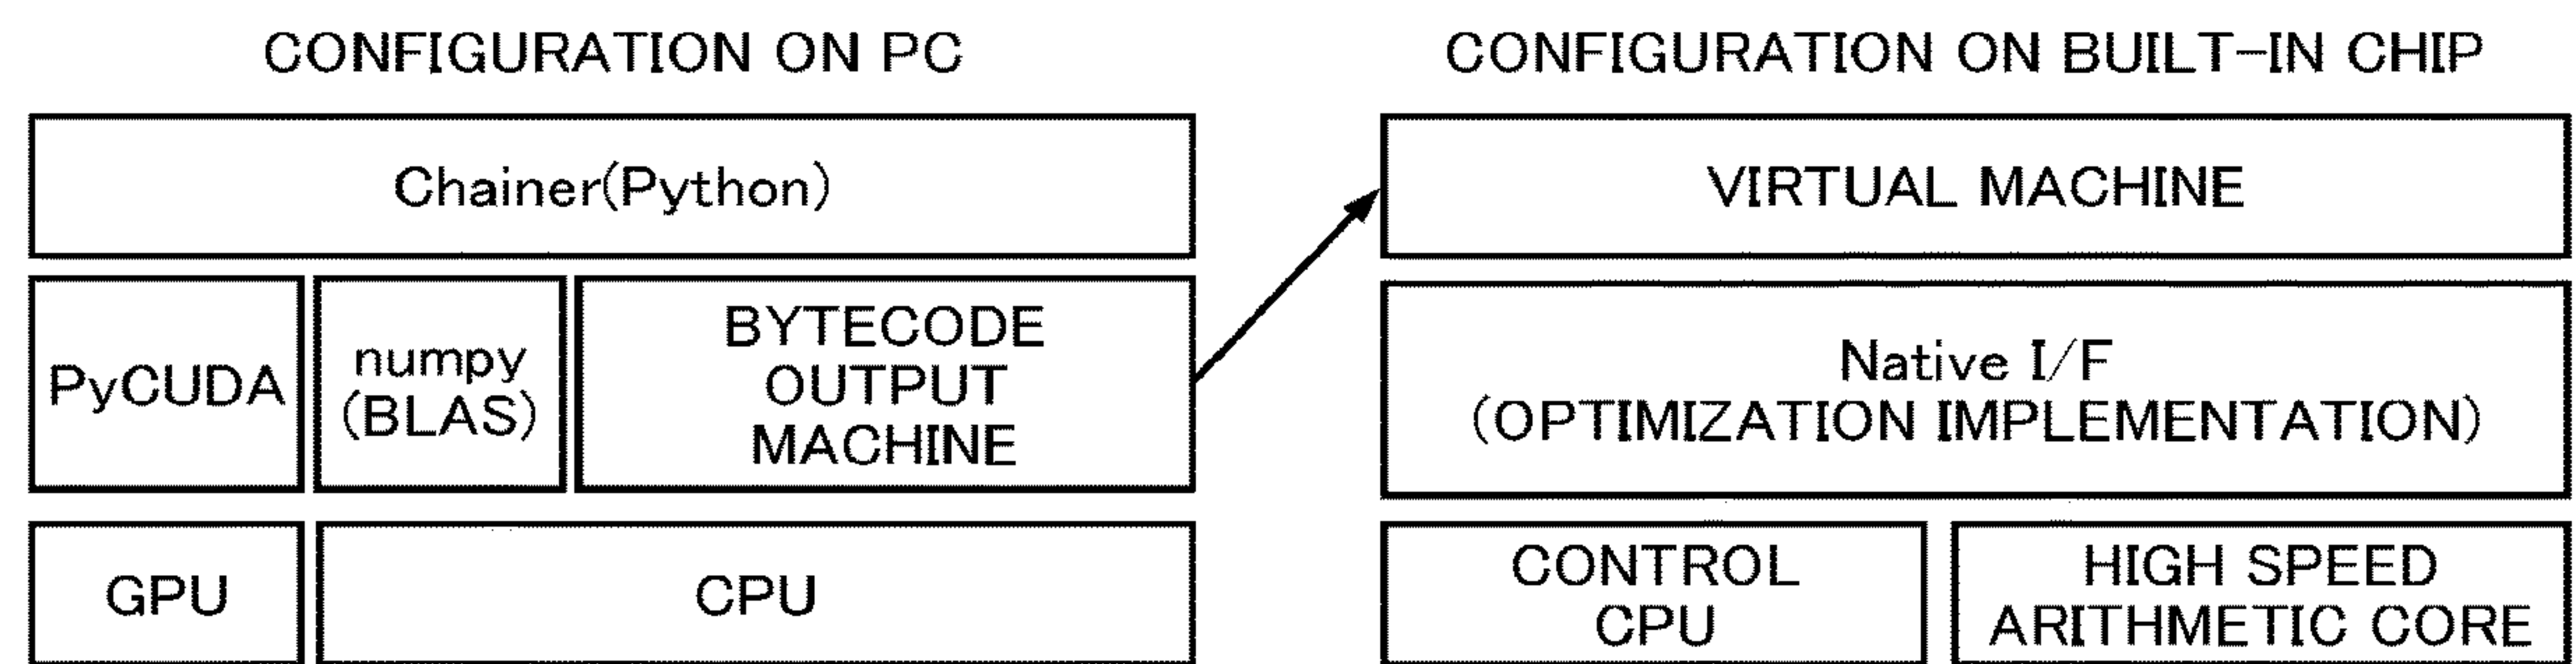 CONFIGURATION ON PC
Chainer(Python)
PyCUDA
numpy
(BLAS)
BYTECODE
OUTPUT
MACHINE
GPU
CPU
CONFIGURATION ON BUILT-IN CHIP
VIRTUAL MACHINE
Native I/F
(OPTIMIZATION IMPLEMENTATION)
CONTROL
CPU
HIGH SPEED
ARITHMETIC CORE